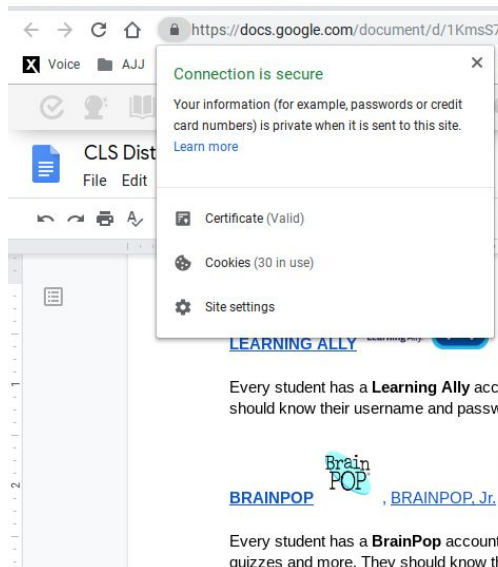 https://docs.google.com/document/d/1KmsS7
X Voice AJJ
Connection is secure
Your information (for example, passwords or credit
card numbers) is private when it is sent to this site.
Learn more
CLS Dist
File Edit
Certificate (Valid)
Cookies (30 in use)
Site settings
LEARNING ALLY Learning Ally
Every student has a Learning Ally acc
should know their username and passw
Brain
POP
BRAINPOP , BRAINPOP, Jr.
Every student has a BrainPop account
quizzes and more. They should know th
2